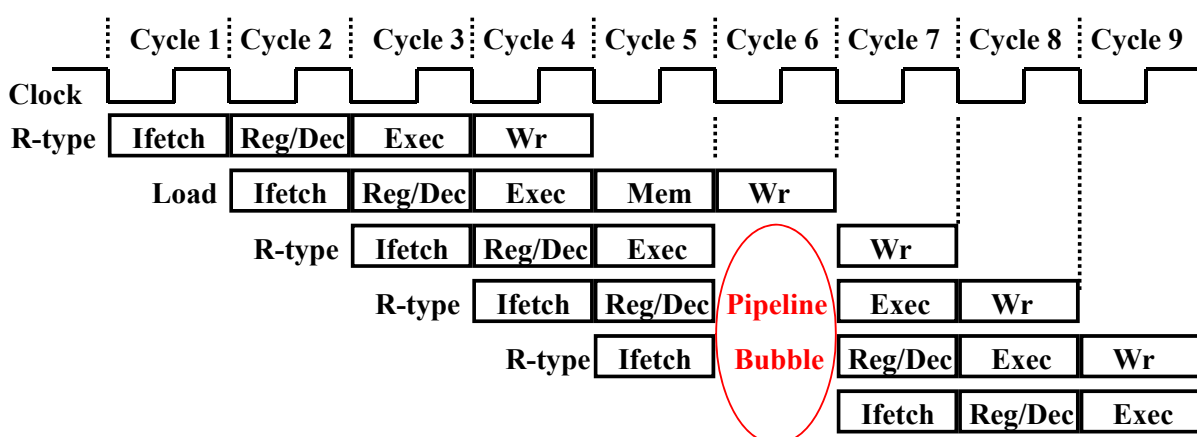 Cycle 1 Cycle 2 Cycle 3 Cycle 4 Cycle 5 Cycle 6 Cycle 7 Cycle 8 Cycle 9
Clock
R-type Ifetch Reg/Dec Exec Wr
Load Ifetch Reg/Dec Exec Mem Wr
R-type Ifetch Reg/Dec Exec Wr
R-type Ifetch Reg/Dec Pipeline Exec Wr
R-type Ifetch Bubble Reg/Dec Exec Wr
Ifetch Reg/Dec Exec